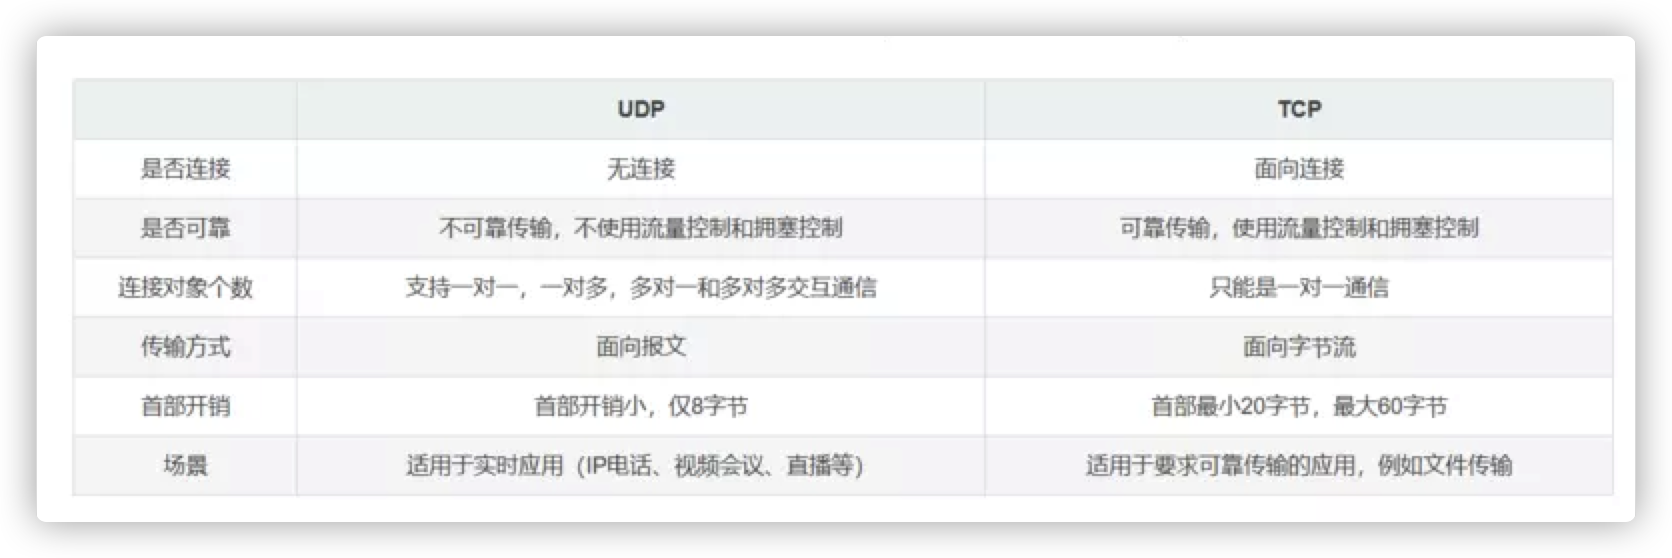 UDP TCP
是否连接 无连接 面向连接
是否可靠 不可靠传输，不使用流量控制和拥塞控制 可靠传输，使用流量控制和拥塞控制
连接对象个数 支持一对一，一对多，多对一和多对多交互通信 只能是一对一通信
传输方式 面向报文 面向字节流
首部开销 首部开销小，仅8字节 首部最小20字节，最大60字节
场景 适用于实时应用（IP电话、视频会议、直播等） 适用于要求可靠传输的应用，例如文件传输